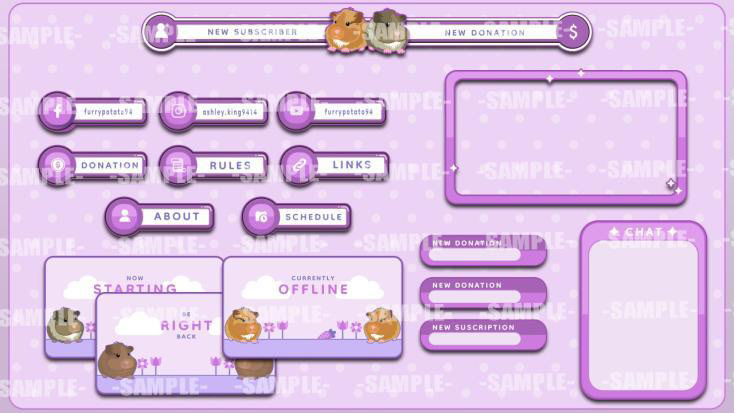 NEW SUBSCRIBER
NEW DONATION
$
furrypotato94
ashley.king9414
furrypotato94
DONATION
RULES
LINKS
ABOUT
SCHEDULE
NOW
STARTING
BE
RIGHT
BACK
CURRENTLY
OFFLINE
NEW DONATION
NEW DONATION
NEW SUSCRIPTION
CHAT
-SAMPLE-